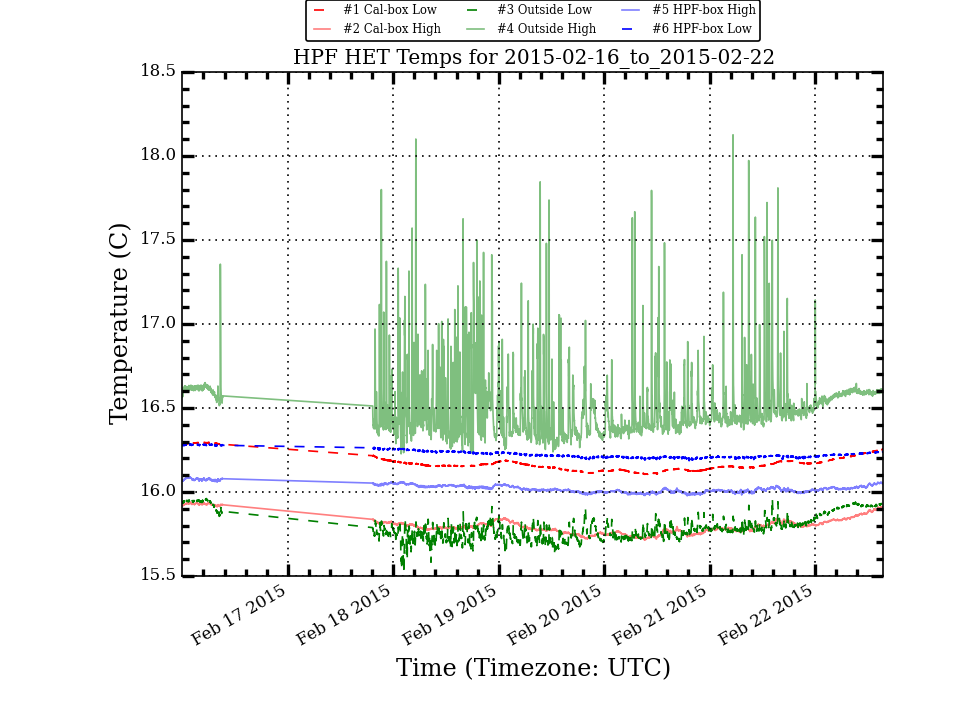 #1 Cal-box Low #3 Outside Low #5 HPF-box High
#2 Cal-box High #4 Outside High #6 HPF-box Low
HPF HET Temps for 2015-02-16_to_2015-02-22
18.5
18.0
17.5
17.0
16.5
16.0
15.5
Temperature (C)
Feb 17 2015 Feb 18 2015 Feb 19 2015 Feb 20 2015 Feb 21 2015 Feb 22 2015
Time (Timezone: UTC)